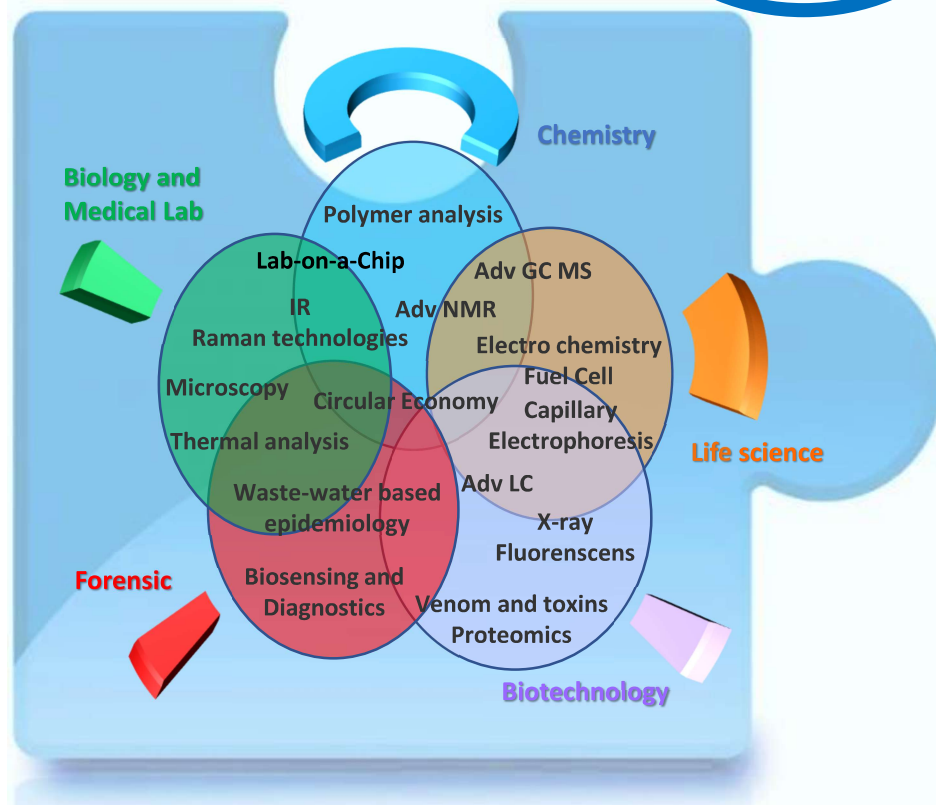 Chemistry
Biology and
Medical Lab
Polymer analysis
Lab-on-a-Chip
Adv GC MS
IR
Adv NMR
Raman technologies
Electro chemistry
Fuel Cell
Microscopy
Circular Economy
Capillary
Electrophoresis
Thermal analysis
Life science
Adv LC
Waste-water based
epidemiology
X-ray
Fluorenscens
Forensic
Biosensing and
Diagnostics
Venom and toxins
Proteomics
Biotechnology